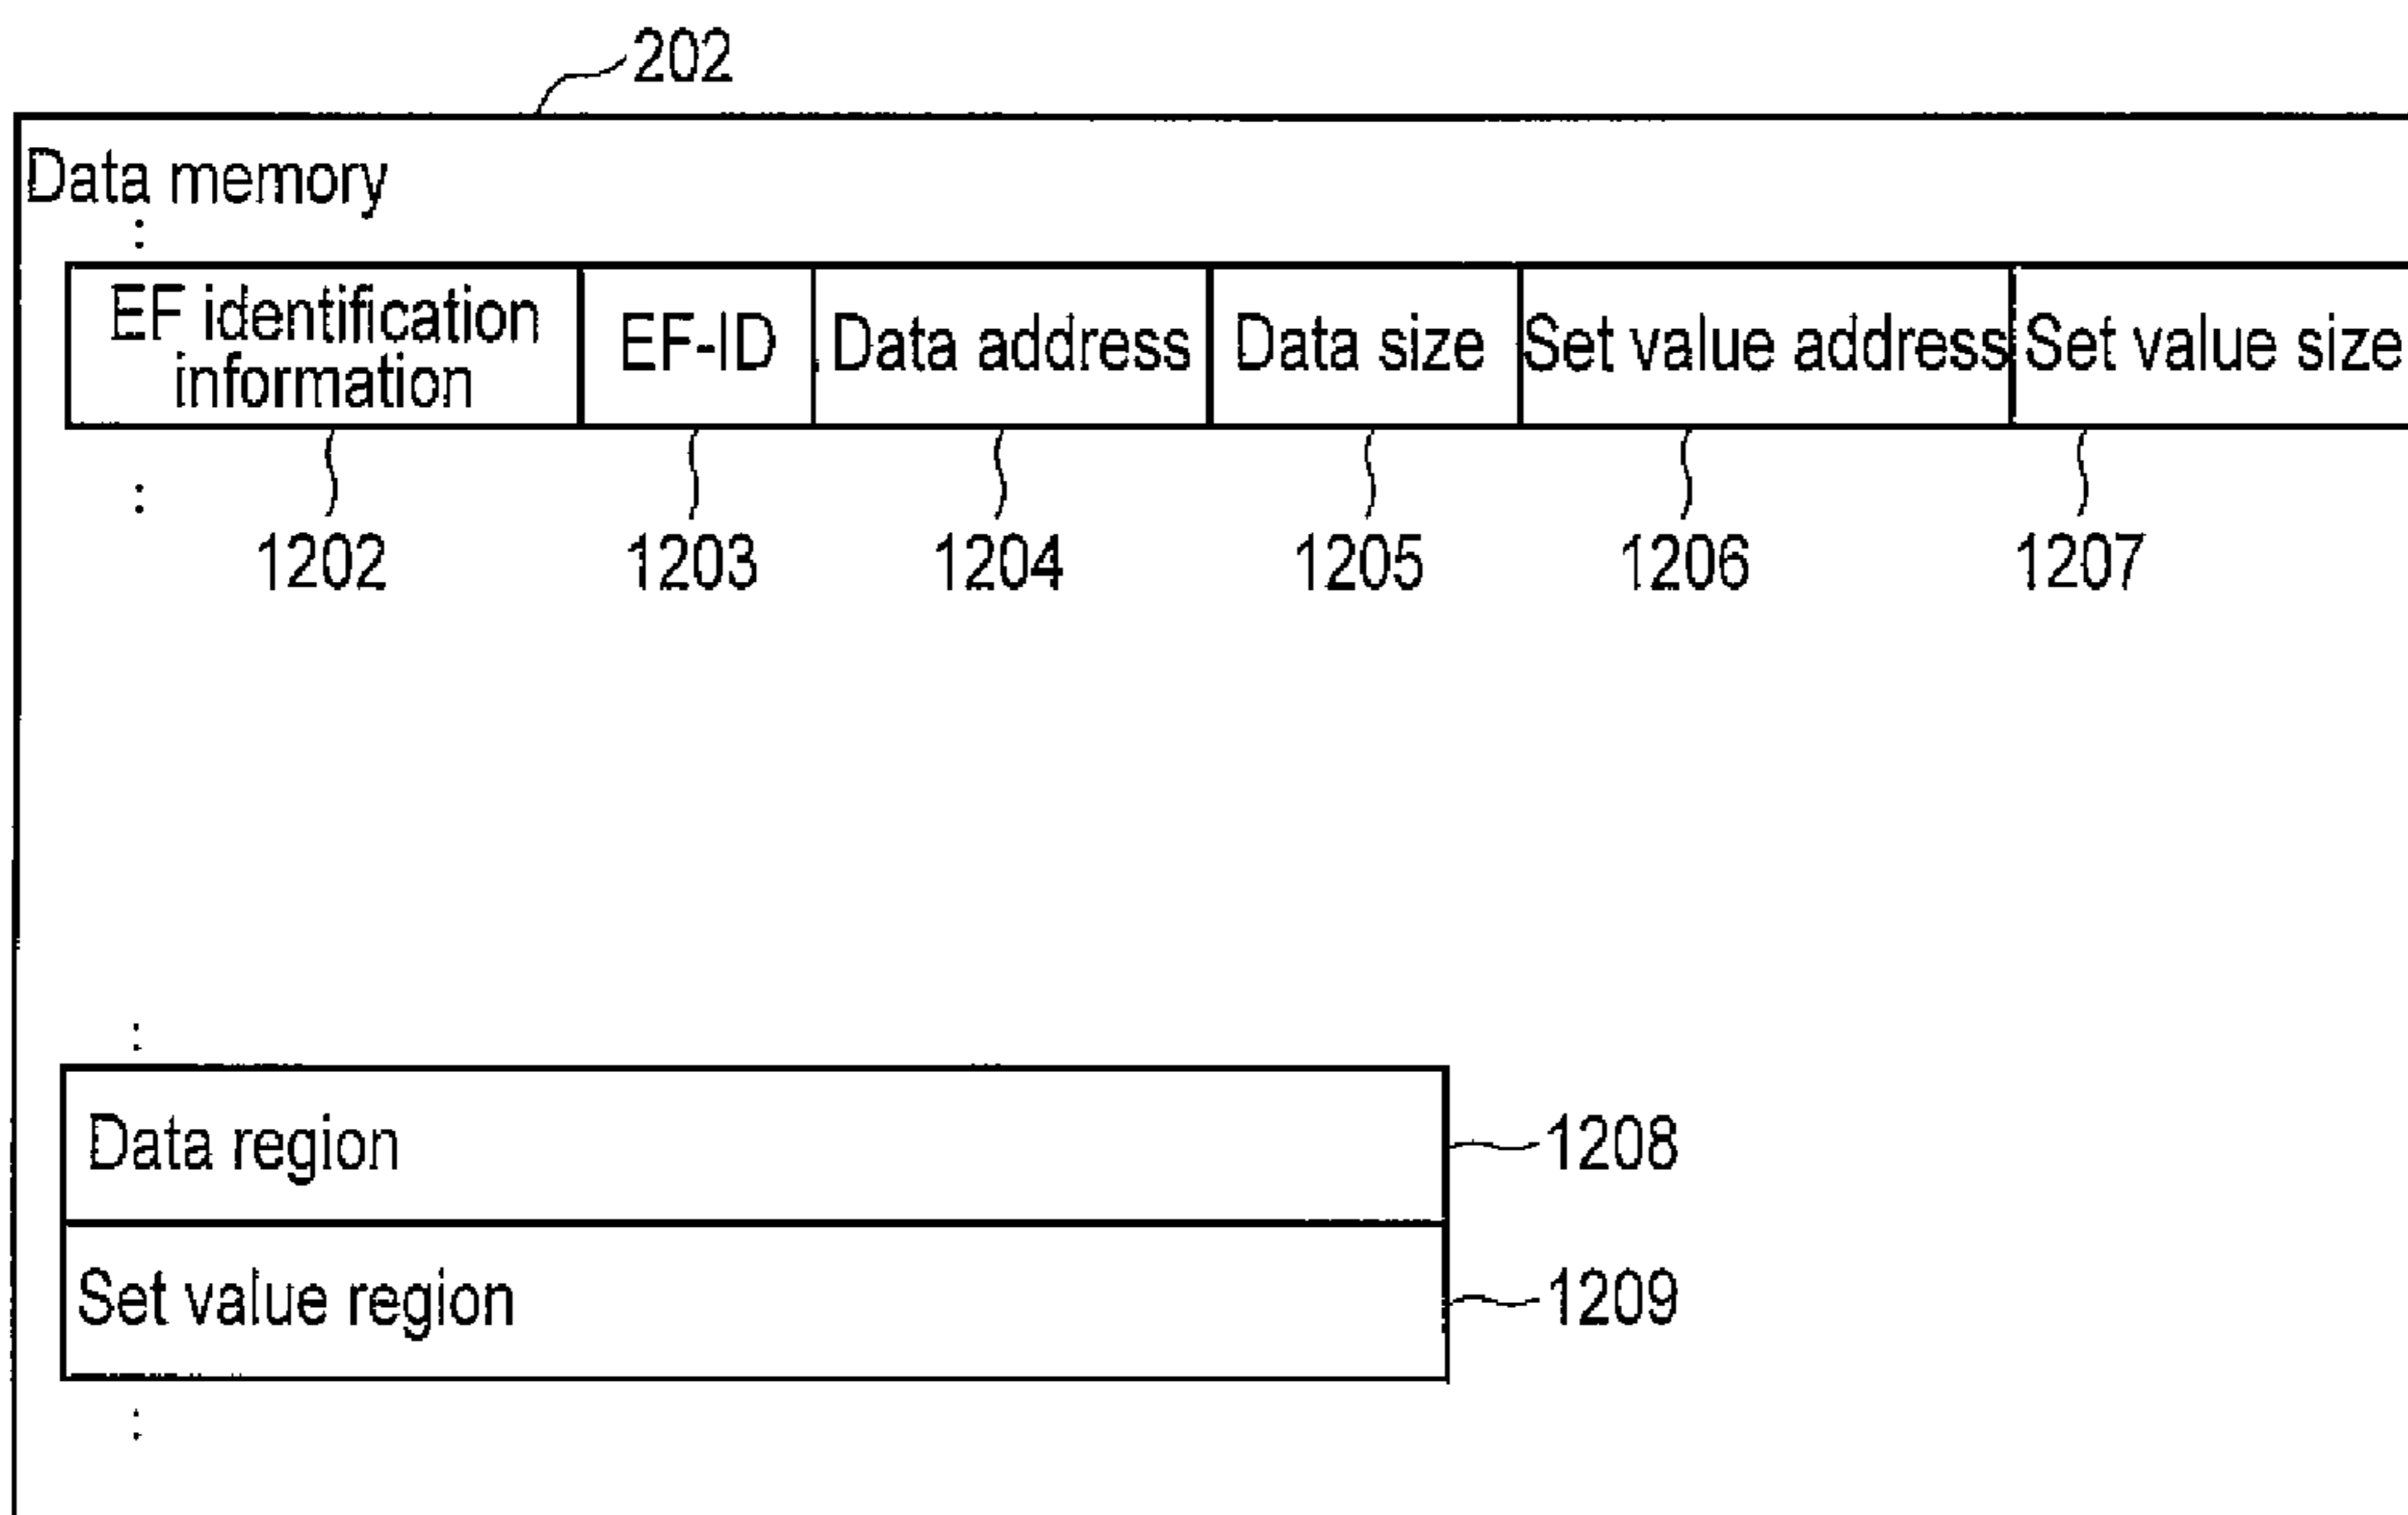 202
Data memory
:
EF identification
information
EF-ID
Data address
Data size
Set value address
Set value size
:
1202
1203
1204
1205
1206
1207
:
Data region
1208
Set value region
1209
: